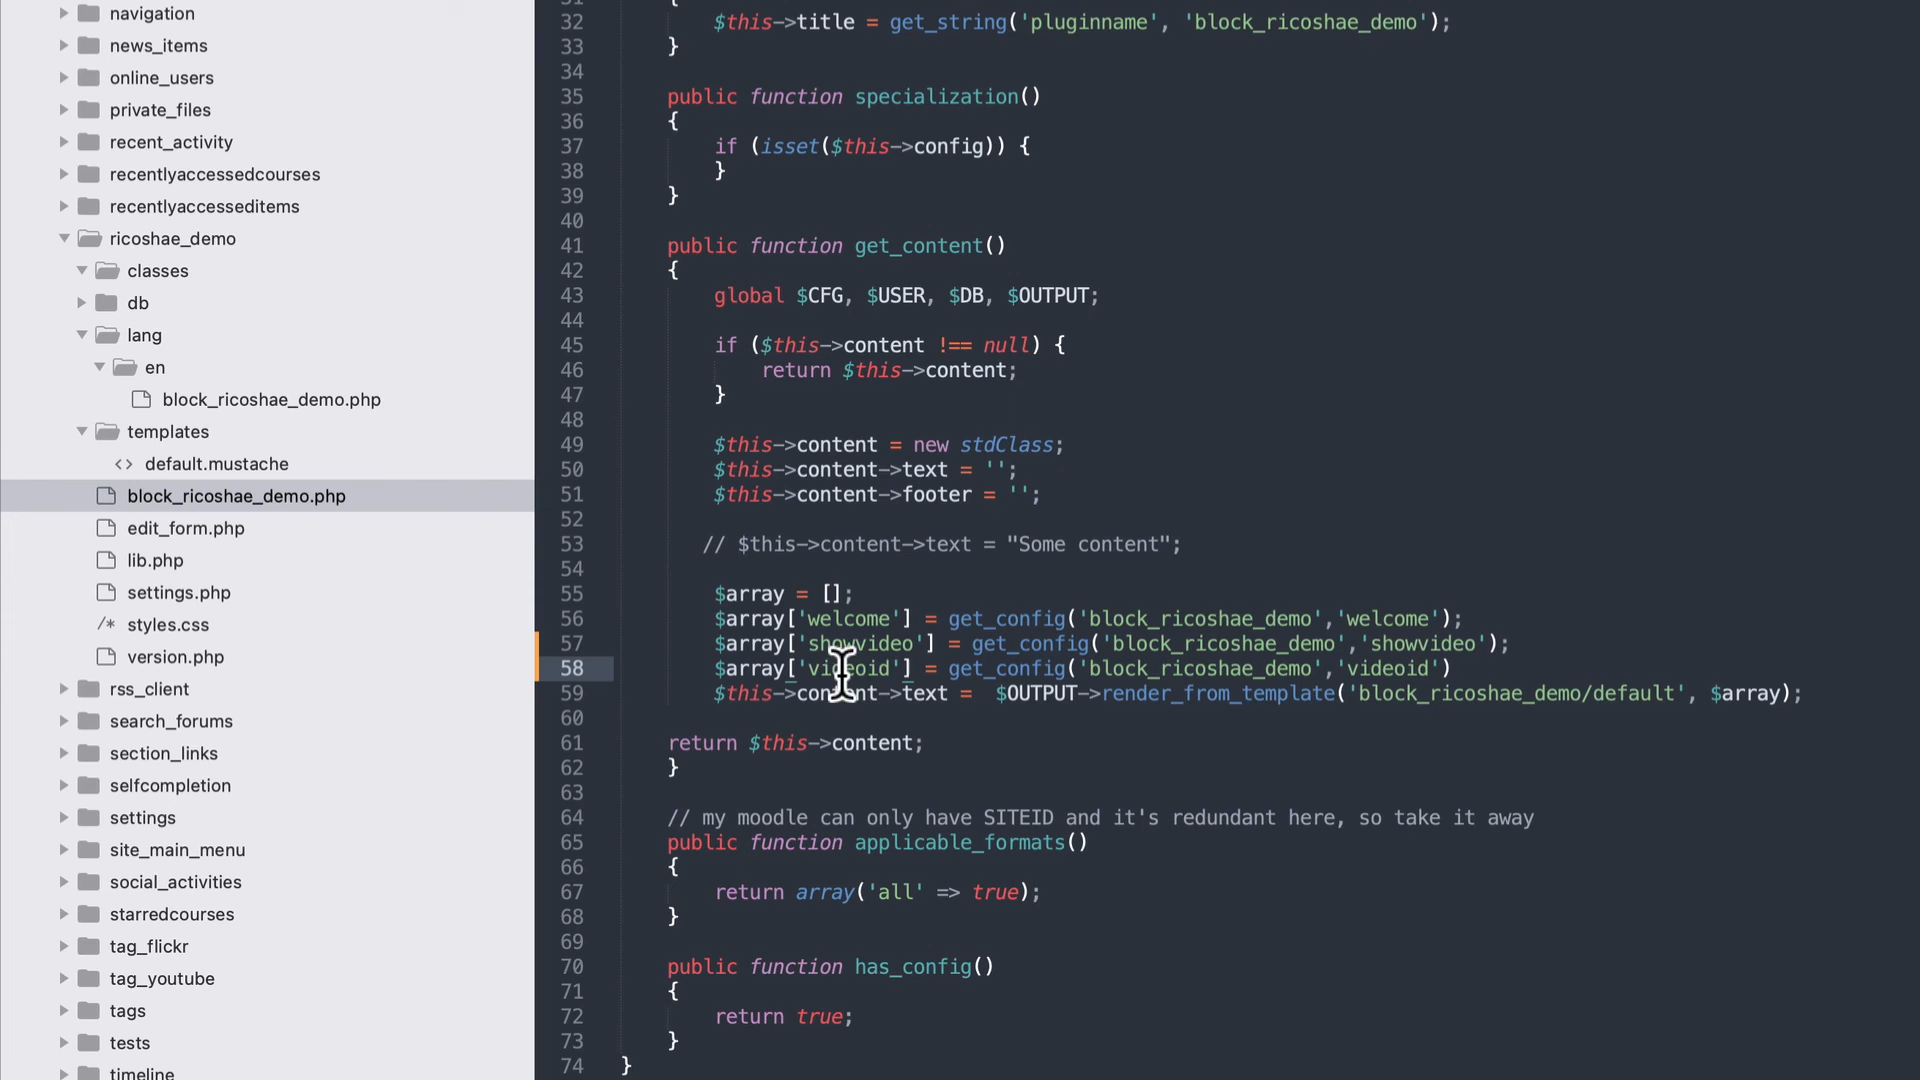 navigation
news_items
online_users
private_files
recent_activity
recentlyaccessedcourses
recentlyaccesseditems
ricoshae_demo
classes
db
lang
en
block_ricoshae_demo.php
templates
<> default.mustache
block_ricoshae_demo.php
edit_form.php
lib.php
settings.php
/* styles.css
version.php
rss_client
search_forums
section_links
selfcompletion
settings
site_main_menu
social_activities
starredcourses
tag_flickr
tag_youtube
tags
tests
timeline
32 $this->title = get_string('pluginname', 'block_ricoshae_demo');
33 }
34
35 public function specialization()
36 {
37 if (isset($this->config)) {
38 }
39 }
40
41 public function get_content()
42 {
43 global $CFG, $USER, $DB, $OUTPUT;
44
45 if ($this->content !== null) {
46 return $this->content;
47 }
48
49 $this->content = new stdClass;
50 $this->content->text = '';
51 $this->content->footer = '';
52
53 // $this->content->text = "Some content";
54
55 $array = [];
56 $array['welcome'] = get_config('block_ricoshae_demo','welcome');
57 $array['showvideo'] = get_config('block_ricoshae_demo','showvideo');
58 $array['videoid'] = get_config('block_ricoshae_demo','videoid')
59 $this->content->text =  $OUTPUT->render_from_template('block_ricoshae_demo/default', $array);
60
61 return $this->content;
62 }
63
64 // my moodle can only have SITEID and it's redundant here, so take it away
65 public function applicable_formats()
66 {
67 return array('all' => true);
68 }
69
70 public function has_config()
71 {
72 return true;
73 }
74 }